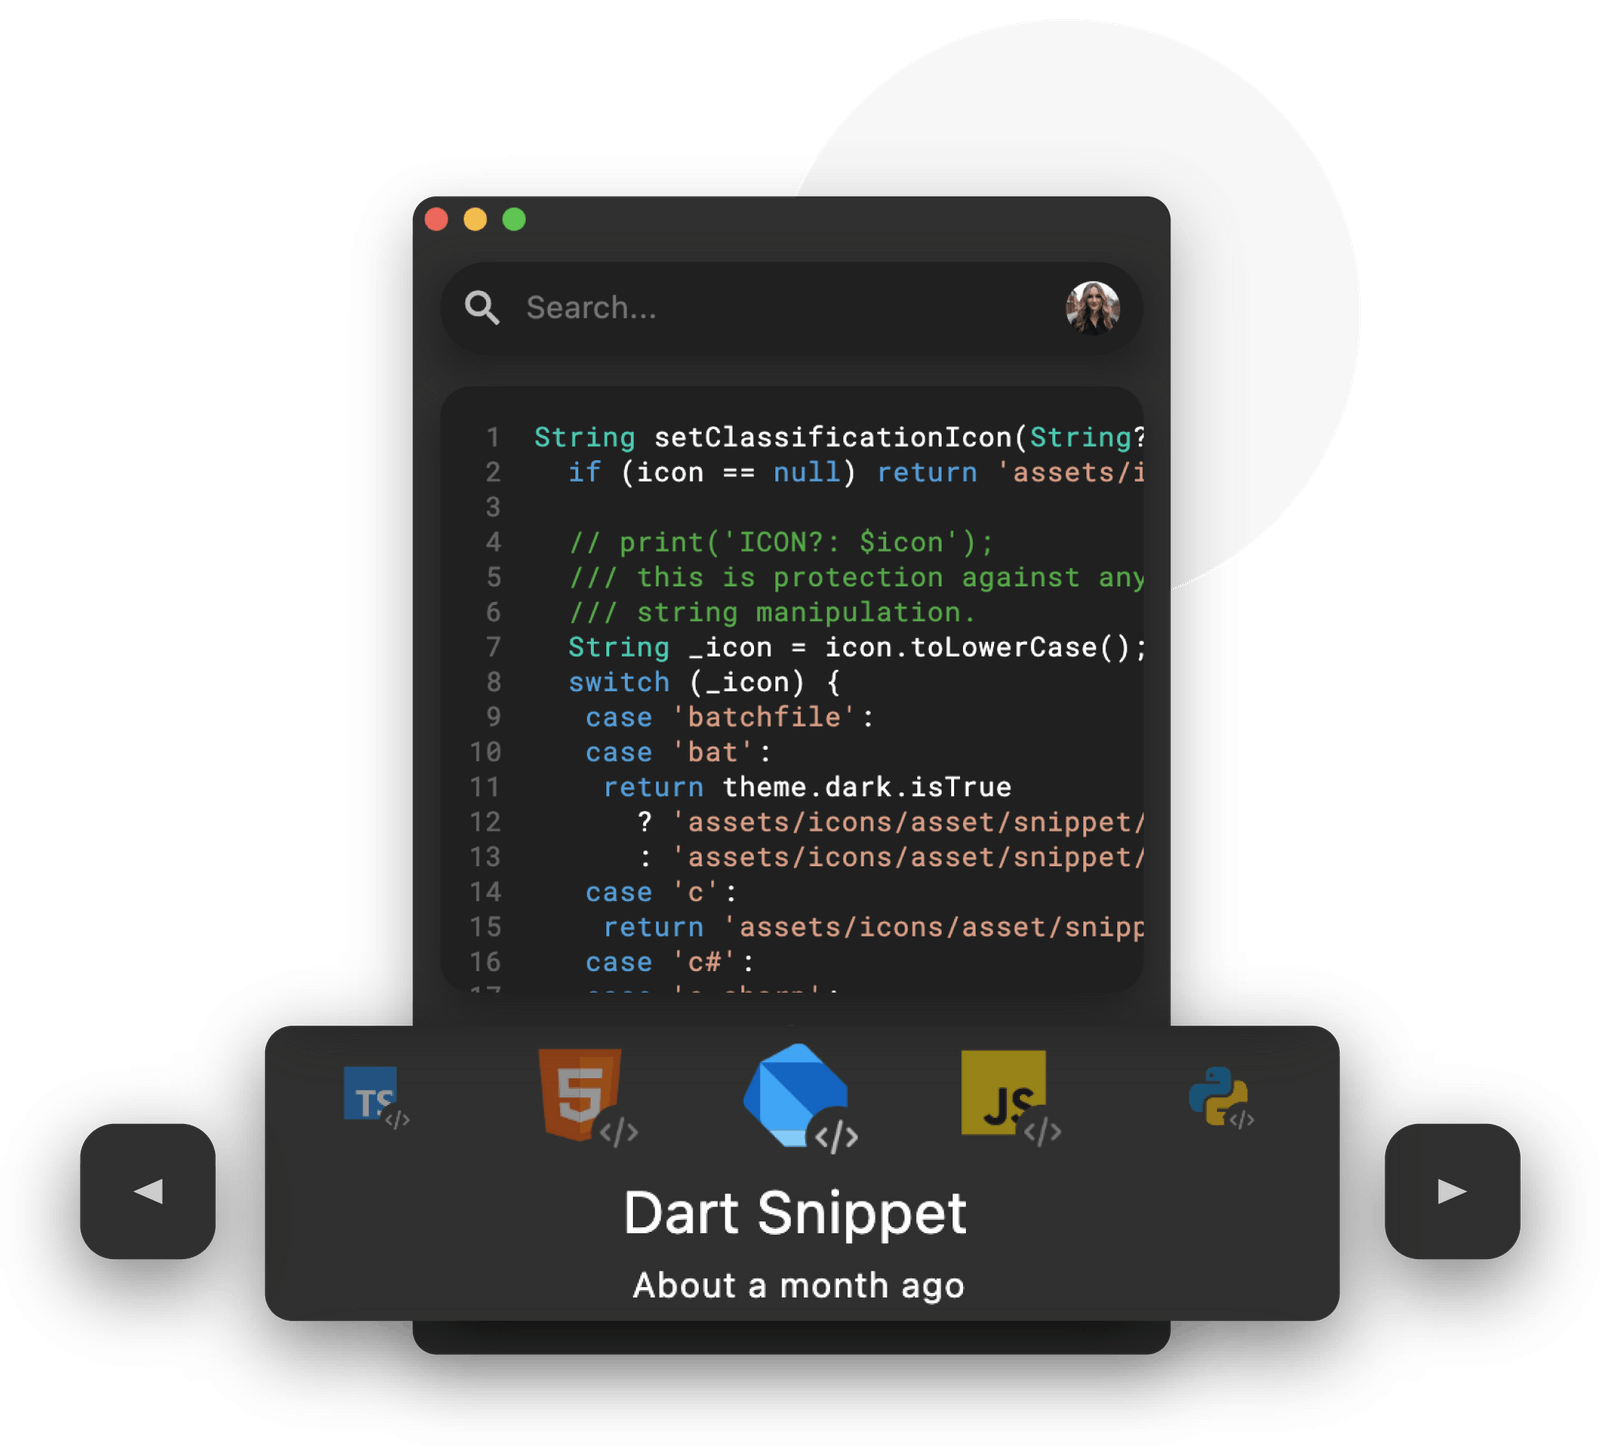 Search...
1 String setClassificationIcon(String?
2 if (icon == null) return 'assets/i
3
4 // print('ICON?: $icon');
5 /// this is protection against any
6 /// string manipulation.
7 String _icon = icon.toLowerCase();
8 switch (_icon) {
9 case 'batchfile':
10 case 'bat':
11 return theme.dark.isTrue
12 ? 'assets/icons/asset/snippet/
13 : 'assets/icons/asset/snippet/
14 case 'c':
15 return 'assets/icons/asset/snipp
16 case 'c#':
17 case
TS </> 5 </> </> JS </> </>
Dart Snippet
About a month ago